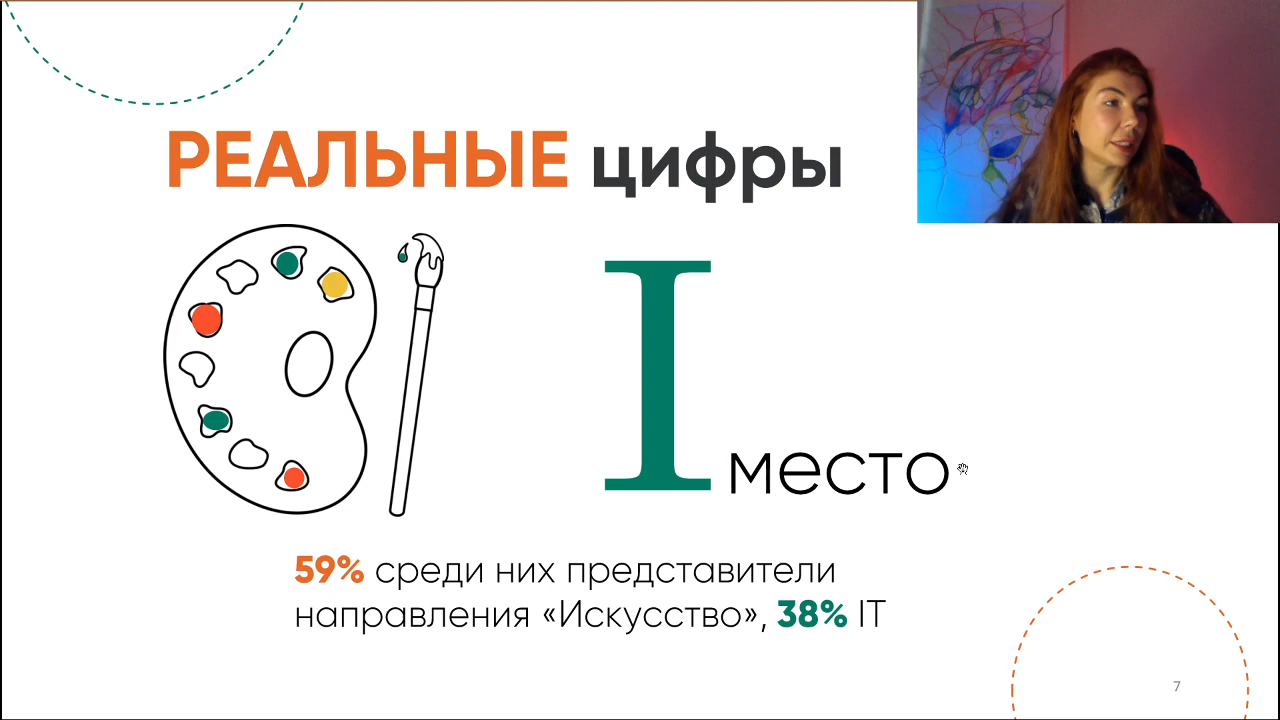 РЕАЛЬНЫЕ цифры
I место
59% среди них представители
направления «Искусство», 38% IT
7